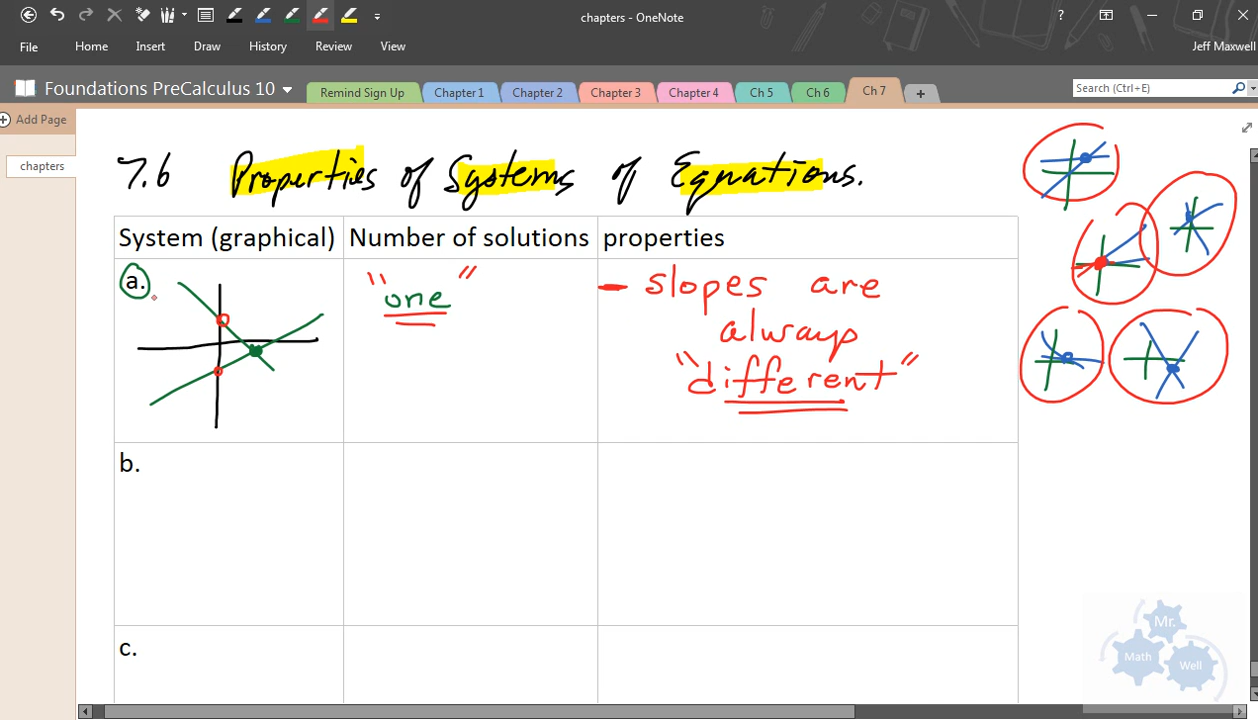 chapters - OneNote
?
File
Home
Insert
Draw
History
Review
View
Jeff Maxwell
Foundations PreCalculus 10
Remind Sign Up
Chapter 1
Chapter 2
Chapter 3
Chapter 4
Ch 5
Ch 6
Ch 7
Search (Ctrl+E)
Add Page
chapters
7.6 Properties of Systems of Equations.
System (graphical)
Number of solutions
properties
a.
"one"
- slopes are
always
"different"
b.
c.
Mr.
Math
Well